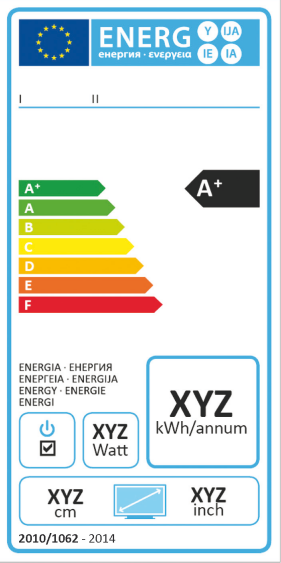 ENERG Y IJA
енергия · ενεργεια IE IA
I II
A+
A+
A
B
C
D
E
F
ENERGIA · ЕНЕРГИЯ
ΕΝΕΡΓΕΙΑ · ENERGIJA
ENERGY · ENERGIE
ENERGI
XYZ
kWh/annum
XYZ
Watt
XYZ
cm
XYZ
inch
2010/1062 - 2014